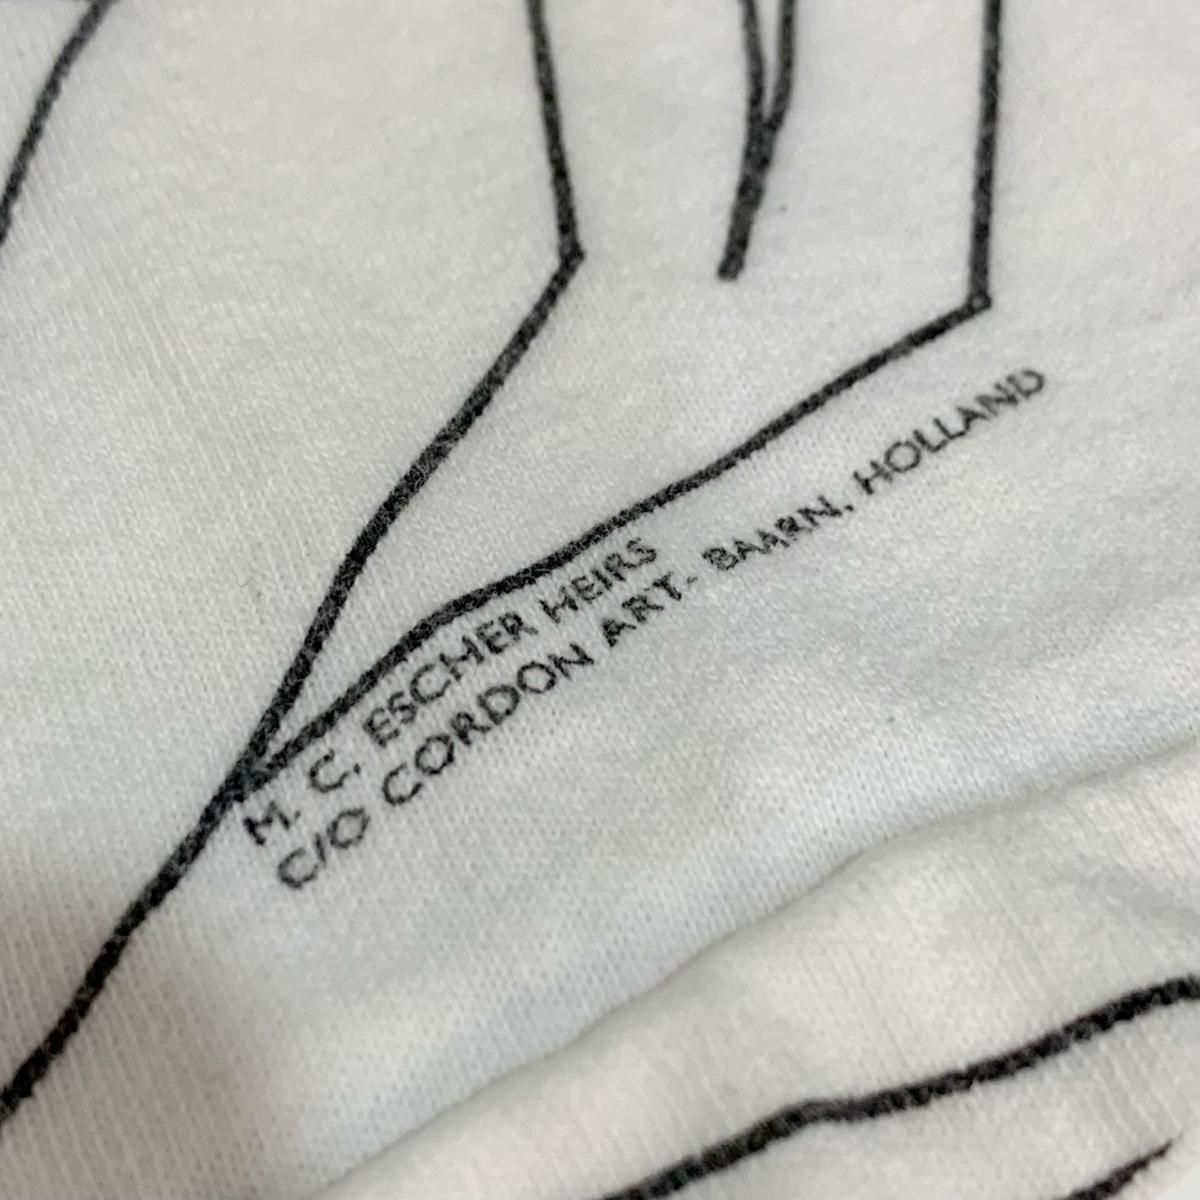 M. C. ESCHER HEIRS
C/O CORDON ART- BAARN, HOLLAND